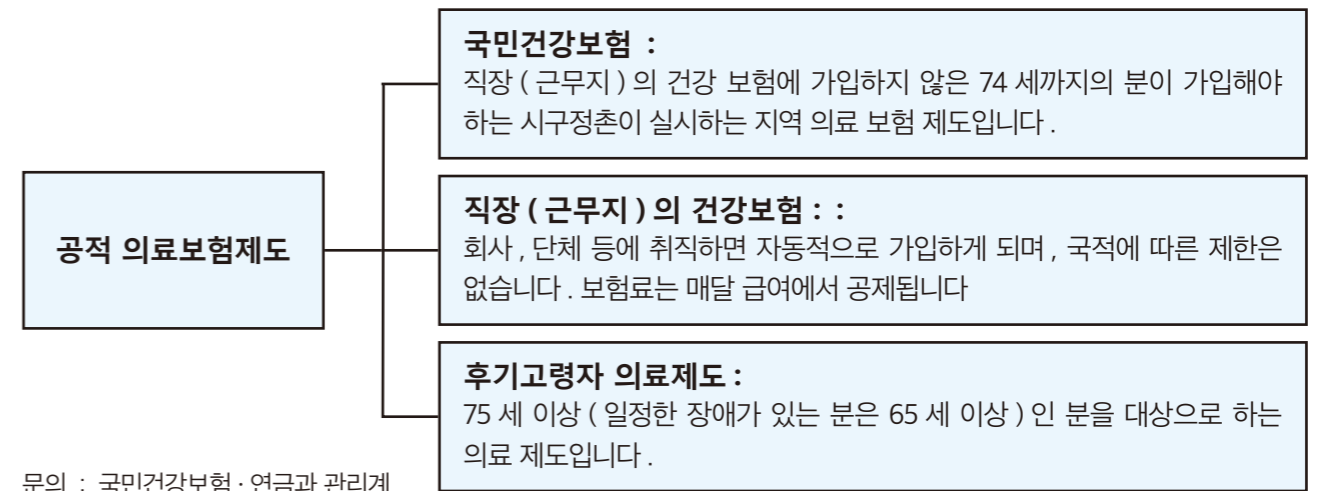 국민건강보험 :
직장 ( 근무지 ) 의 건강 보험에 가입하지 않은 74 세까지의 분이 가입해야
하는 시구정촌이 실시하는 지역 의료 보험 제도입니다 .
공적 의료보험제도
직장 ( 근무지 ) 의 건강보험 : :
회사 , 단체 등에 취직하면 자동적으로 가입하게 되며 , 국적에 따른 제한은
없습니다 . 보험료는 매달 급여에서 공제됩니다
후기고령자 의료제도 :
75 세 이상 ( 일정한 장애가 있는 분은 65 세 이상 ) 인 분을 대상으로 하는
의료 제도입니다 .
문의 : 국민건강보험 · 연금과 관리계